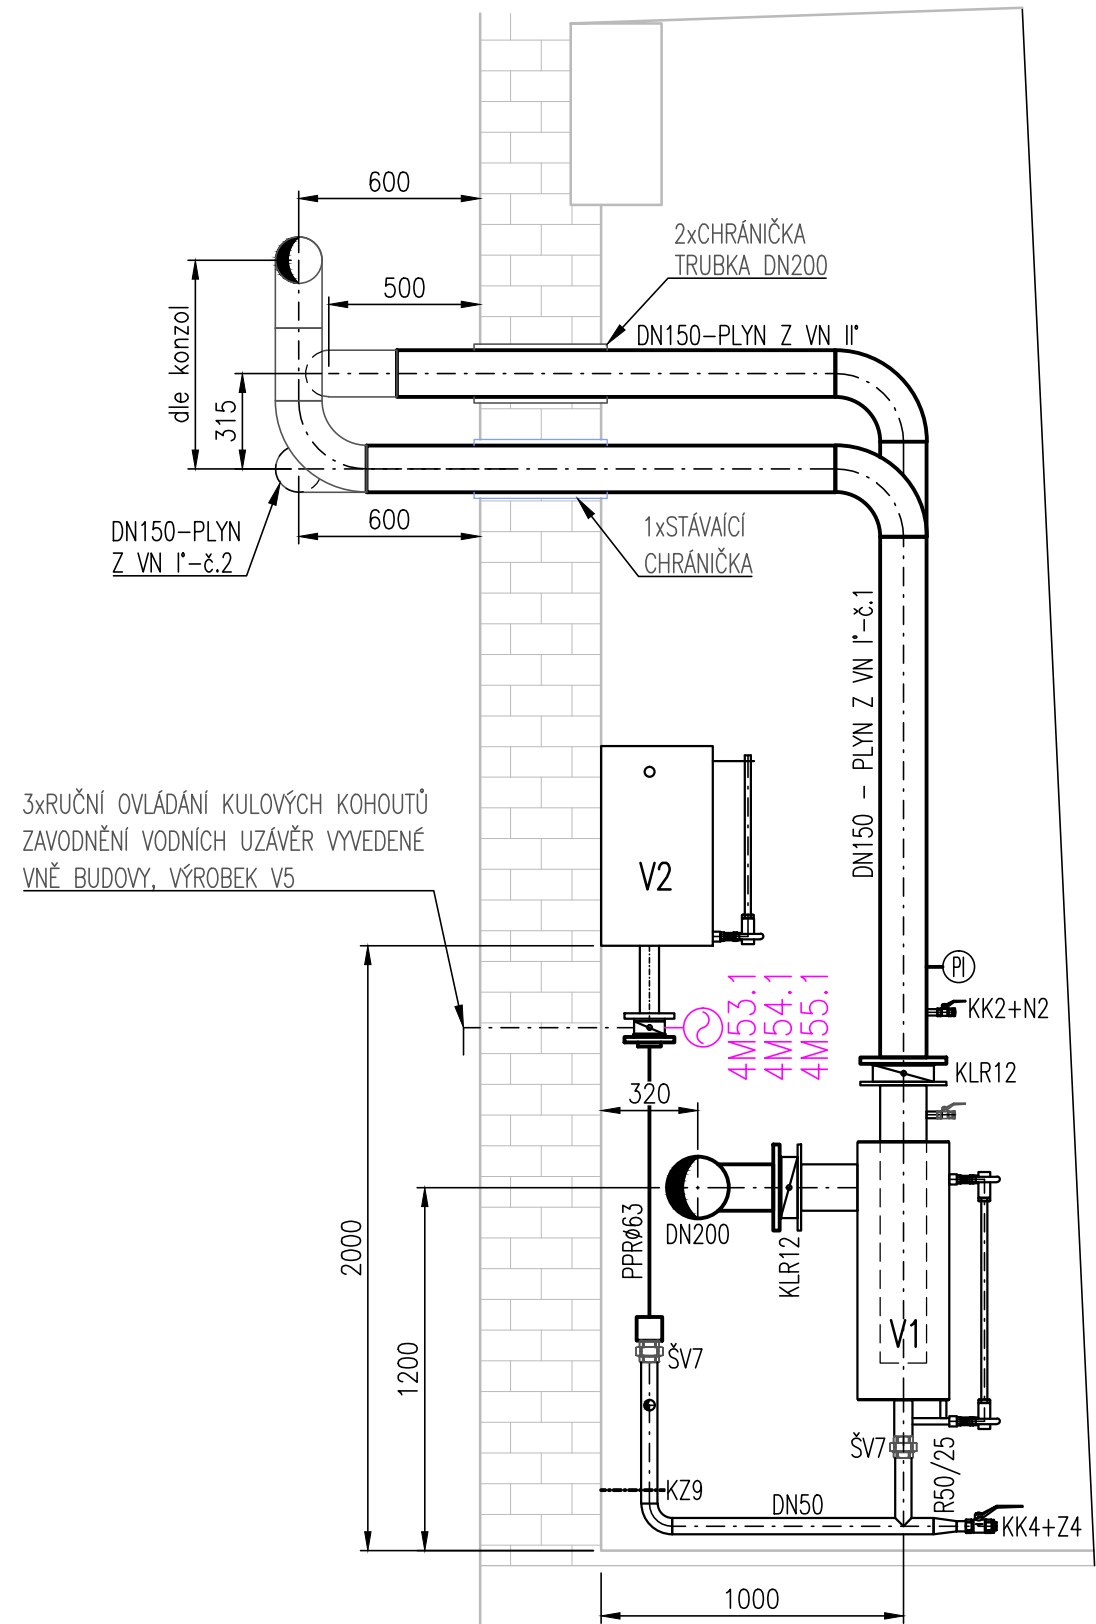 600
2xCHRÁNIČKA
TRUBKA DN200
500
DN150-PLYN Z VN II°
dle konzol
315
600
DN150-PLYN
Z VN I°-č.2
1xSTÁVAÍCÍ
CHRÁNIČKA
DN150 - PLYN Z VN I°-č.1
3xRUČNÍ OVLÁDÁNÍ KULOVÝCH KOHOUTŮ
ZAVODNĚNÍ VODNÍCH UZÁVĚR VYVEDENÉ
VNĚ BUDOVY, VÝROBEK V5
V2
PI
4M53.1
4M54.1
4M55.1
KK2+N2
KLR12
320
2000
1200
PPRø63
DN200
KLR12
V1
ŠV7
ŠV7
R50/25
KZ9
DN50
KK4+Z4
1000